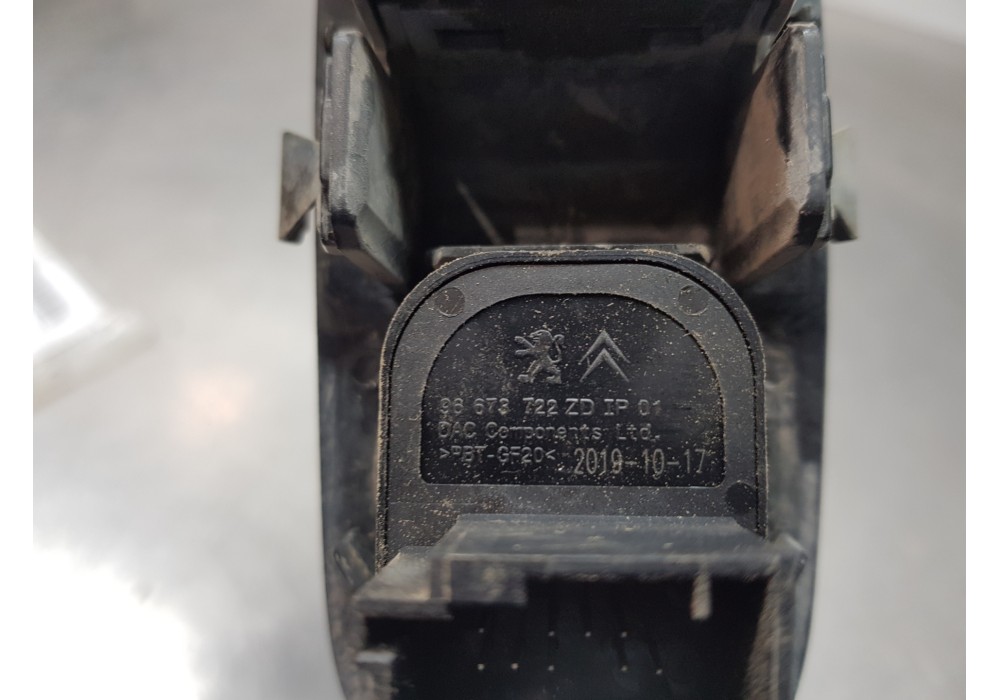 96 673 722 ZD IP 01
DAC Components Ltd.
>PBT-GF20< 2019-10-17